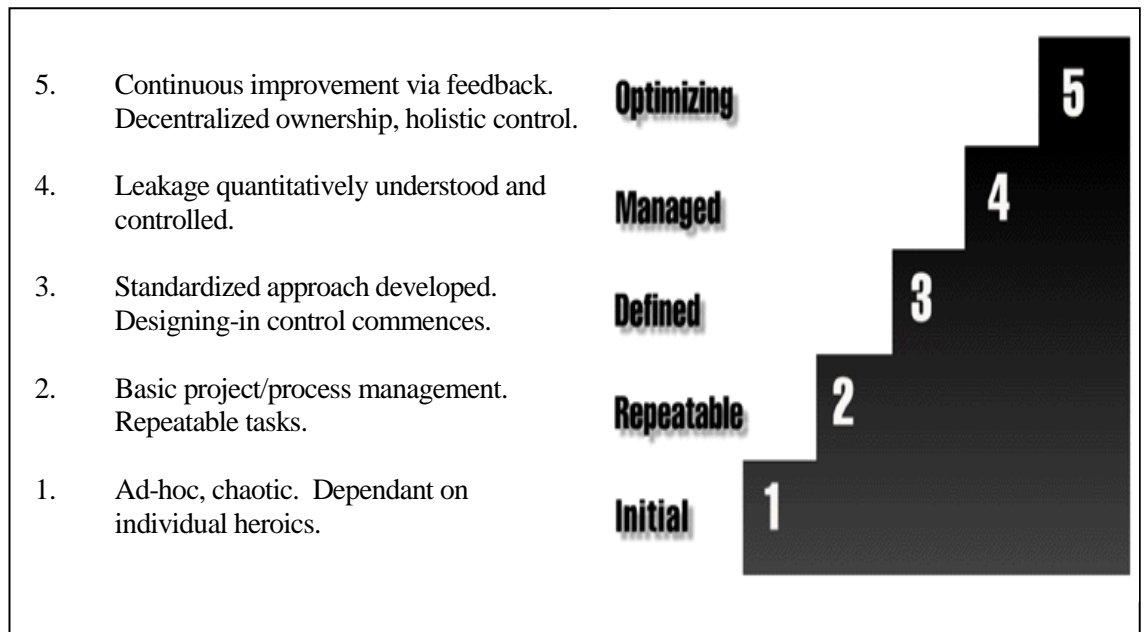 5. Continuous improvement via feedback.
Decentralized ownership, holistic control.
4. Leakage quantitatively understood and
controlled.
3. Standardized approach developed.
Designing-in control commences.
2. Basic project/process management.
Repeatable tasks.
1. Ad-hoc, chaotic. Dependant on
individual heroics.
Optimizing 5
Managed 4
Defined 3
Repeatable 2
Initial 1